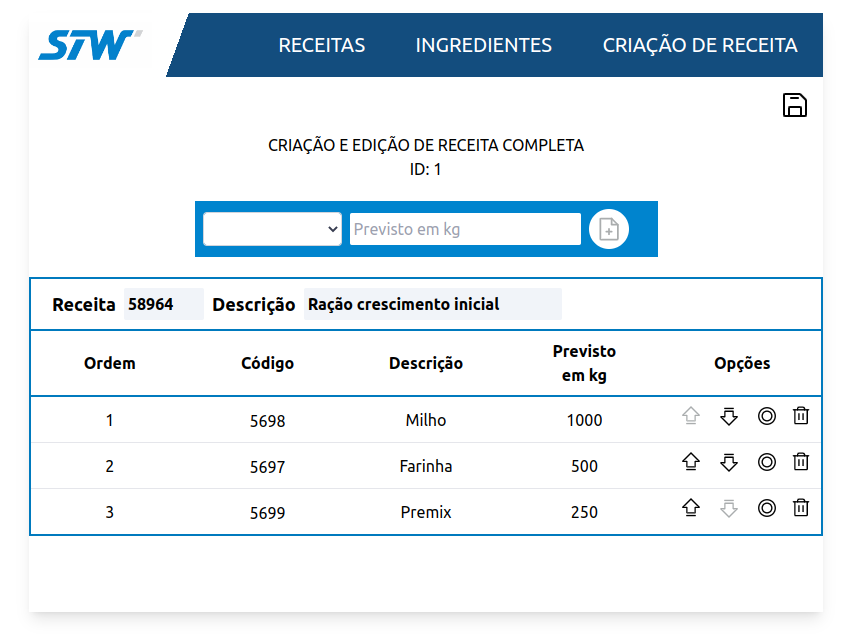 STW
RECEITAS INGREDIENTES CRIAÇÃO DE RECEITA
CRIAÇÃO E EDIÇÃO DE RECEITA COMPLETA
ID: 1
Previsto em kg
Receita 58964 Descrição Ração crescimento inicial
Ordem Código Descrição Previsto em kg Opções
1 5698 Milho 1000
2 5697 Farinha 500
3 5699 Premix 250